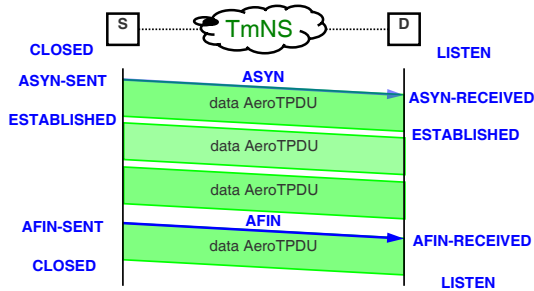 S
TmNS
D
CLOSED
LISTEN
ASYN-SENT
ASYN
ASYN-RECEIVED
data AeroTPDU
ESTABLISHED
ESTABLISHED
data AeroTPDU
data AeroTPDU
AFIN-SENT
AFIN
AFIN-RECEIVED
data AeroTPDU
CLOSED
LISTEN